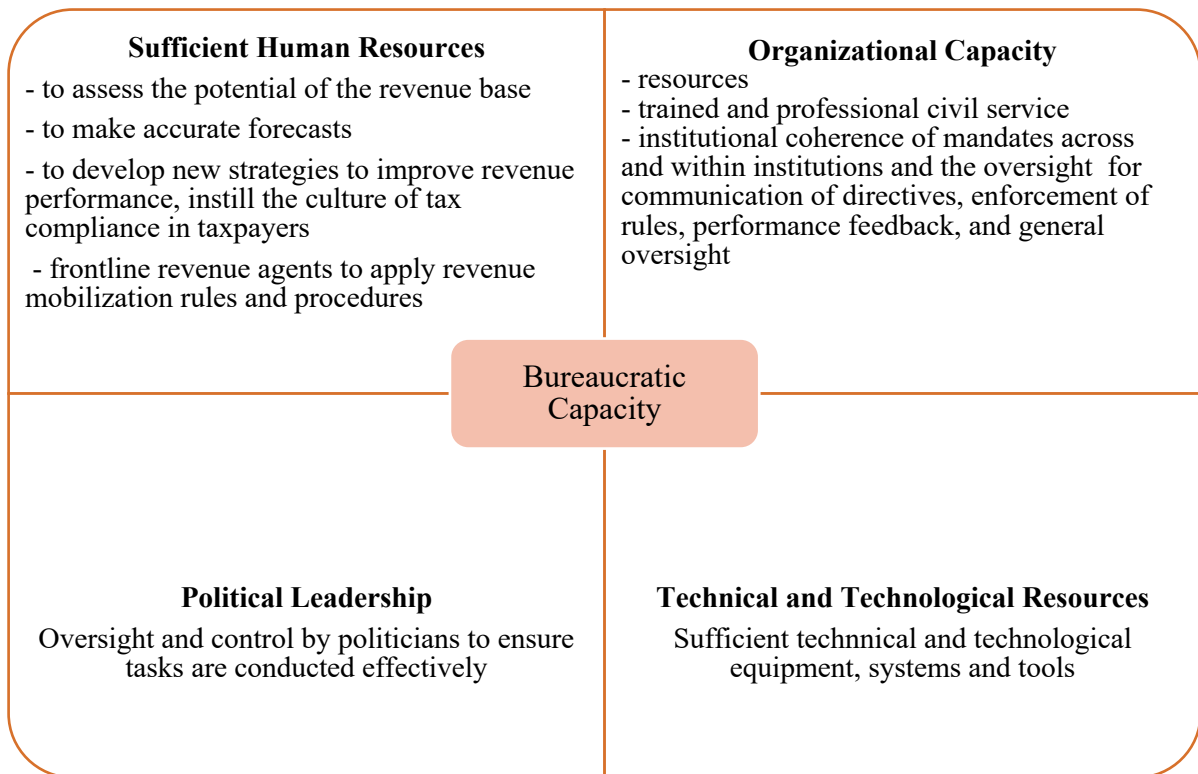 Sufficient Human Resources
- to assess the potential of the revenue base
- to make accurate forecasts
- to develop new strategies to improve revenue
performance, instill the culture of tax
compliance in taxpayers
- frontline revenue agents to apply revenue
mobilization rules and procedures
Organizational Capacity
- resources
- trained and professional civil service
- institutional coherence of mandates across
and within institutions and the oversight for
communication of directives, enforcement of
rules, performance feedback, and general
oversight
Bureaucratic
Capacity
Political Leadership
Oversight and control by politicians to ensure
tasks are conducted effectively
Technical and Technological Resources
Sufficient technnical and technological
equipment, systems and tools